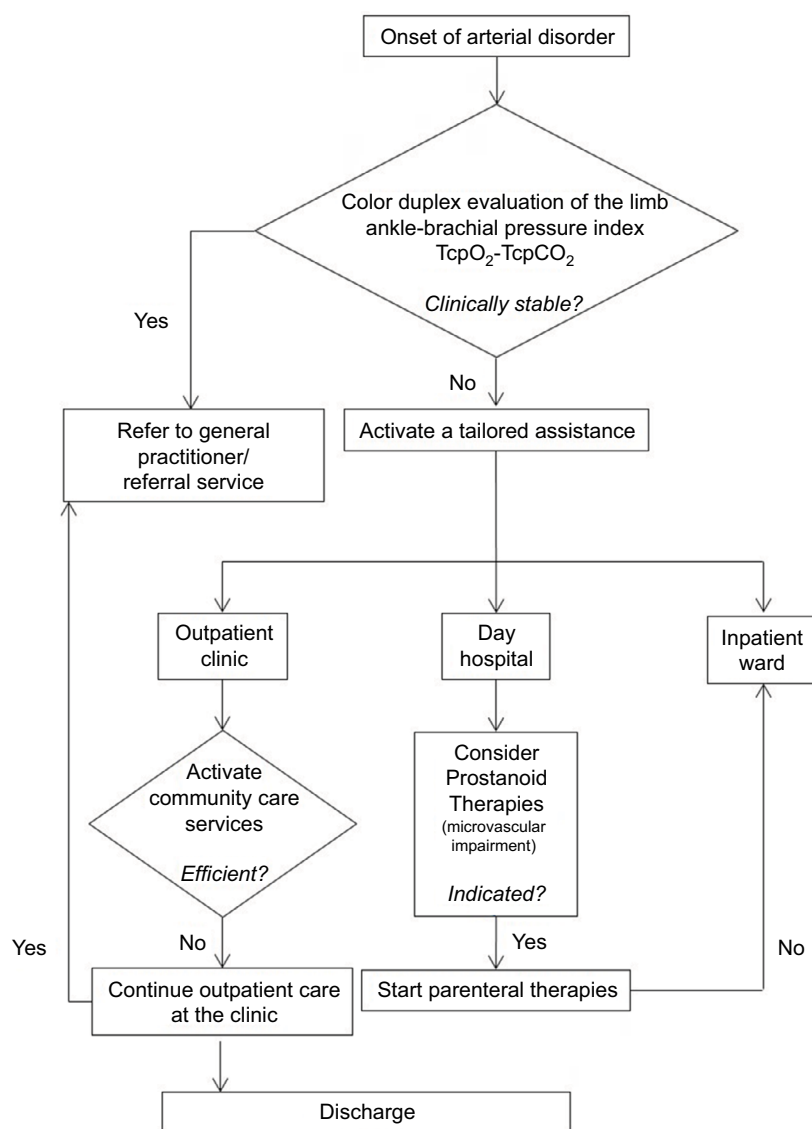 Onset of arterial disorder
Color duplex evaluation of the limb
ankle-brachial pressure index
TcpO₂-TcpCO₂
Clinically stable?
Yes
No
Refer to general
practitioner/
referral service
Activate a tailored assistance
Outpatient
clinic
Day
hospital
Inpatient
ward
Activate
community care
services
Efficient?
Consider
Prostanoid
Therapies
(microvascular
impairment)
Indicated?
Yes
No
Yes
No
Continue outpatient care
at the clinic
Start parenteral therapies
Discharge